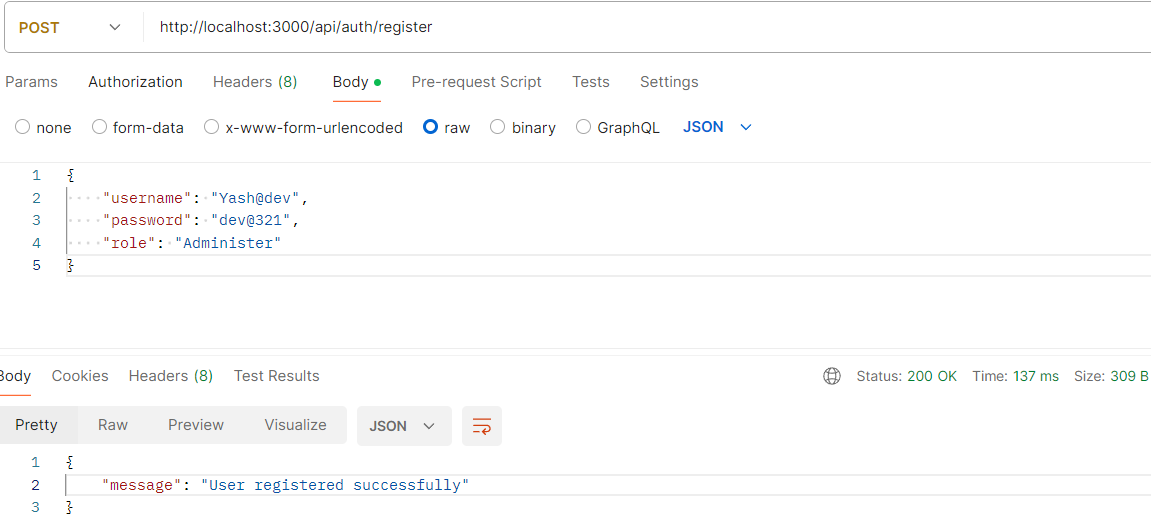 POST http://localhost:3000/api/auth/register
Params Authorization Headers (8) Body Pre-request Script Tests Settings
none form-data x-www-form-urlencoded raw binary GraphQL JSON
1 {
2 "username": "Yash@dev",
3 "password": "dev@321",
4 "role": "Administer"
5 }
Body Cookies Headers (8) Test Results Status: 200 OK Time: 137 ms Size: 309 B
Pretty Raw Preview Visualize JSON
1 {
2 "message": "User registered successfully"
3 }